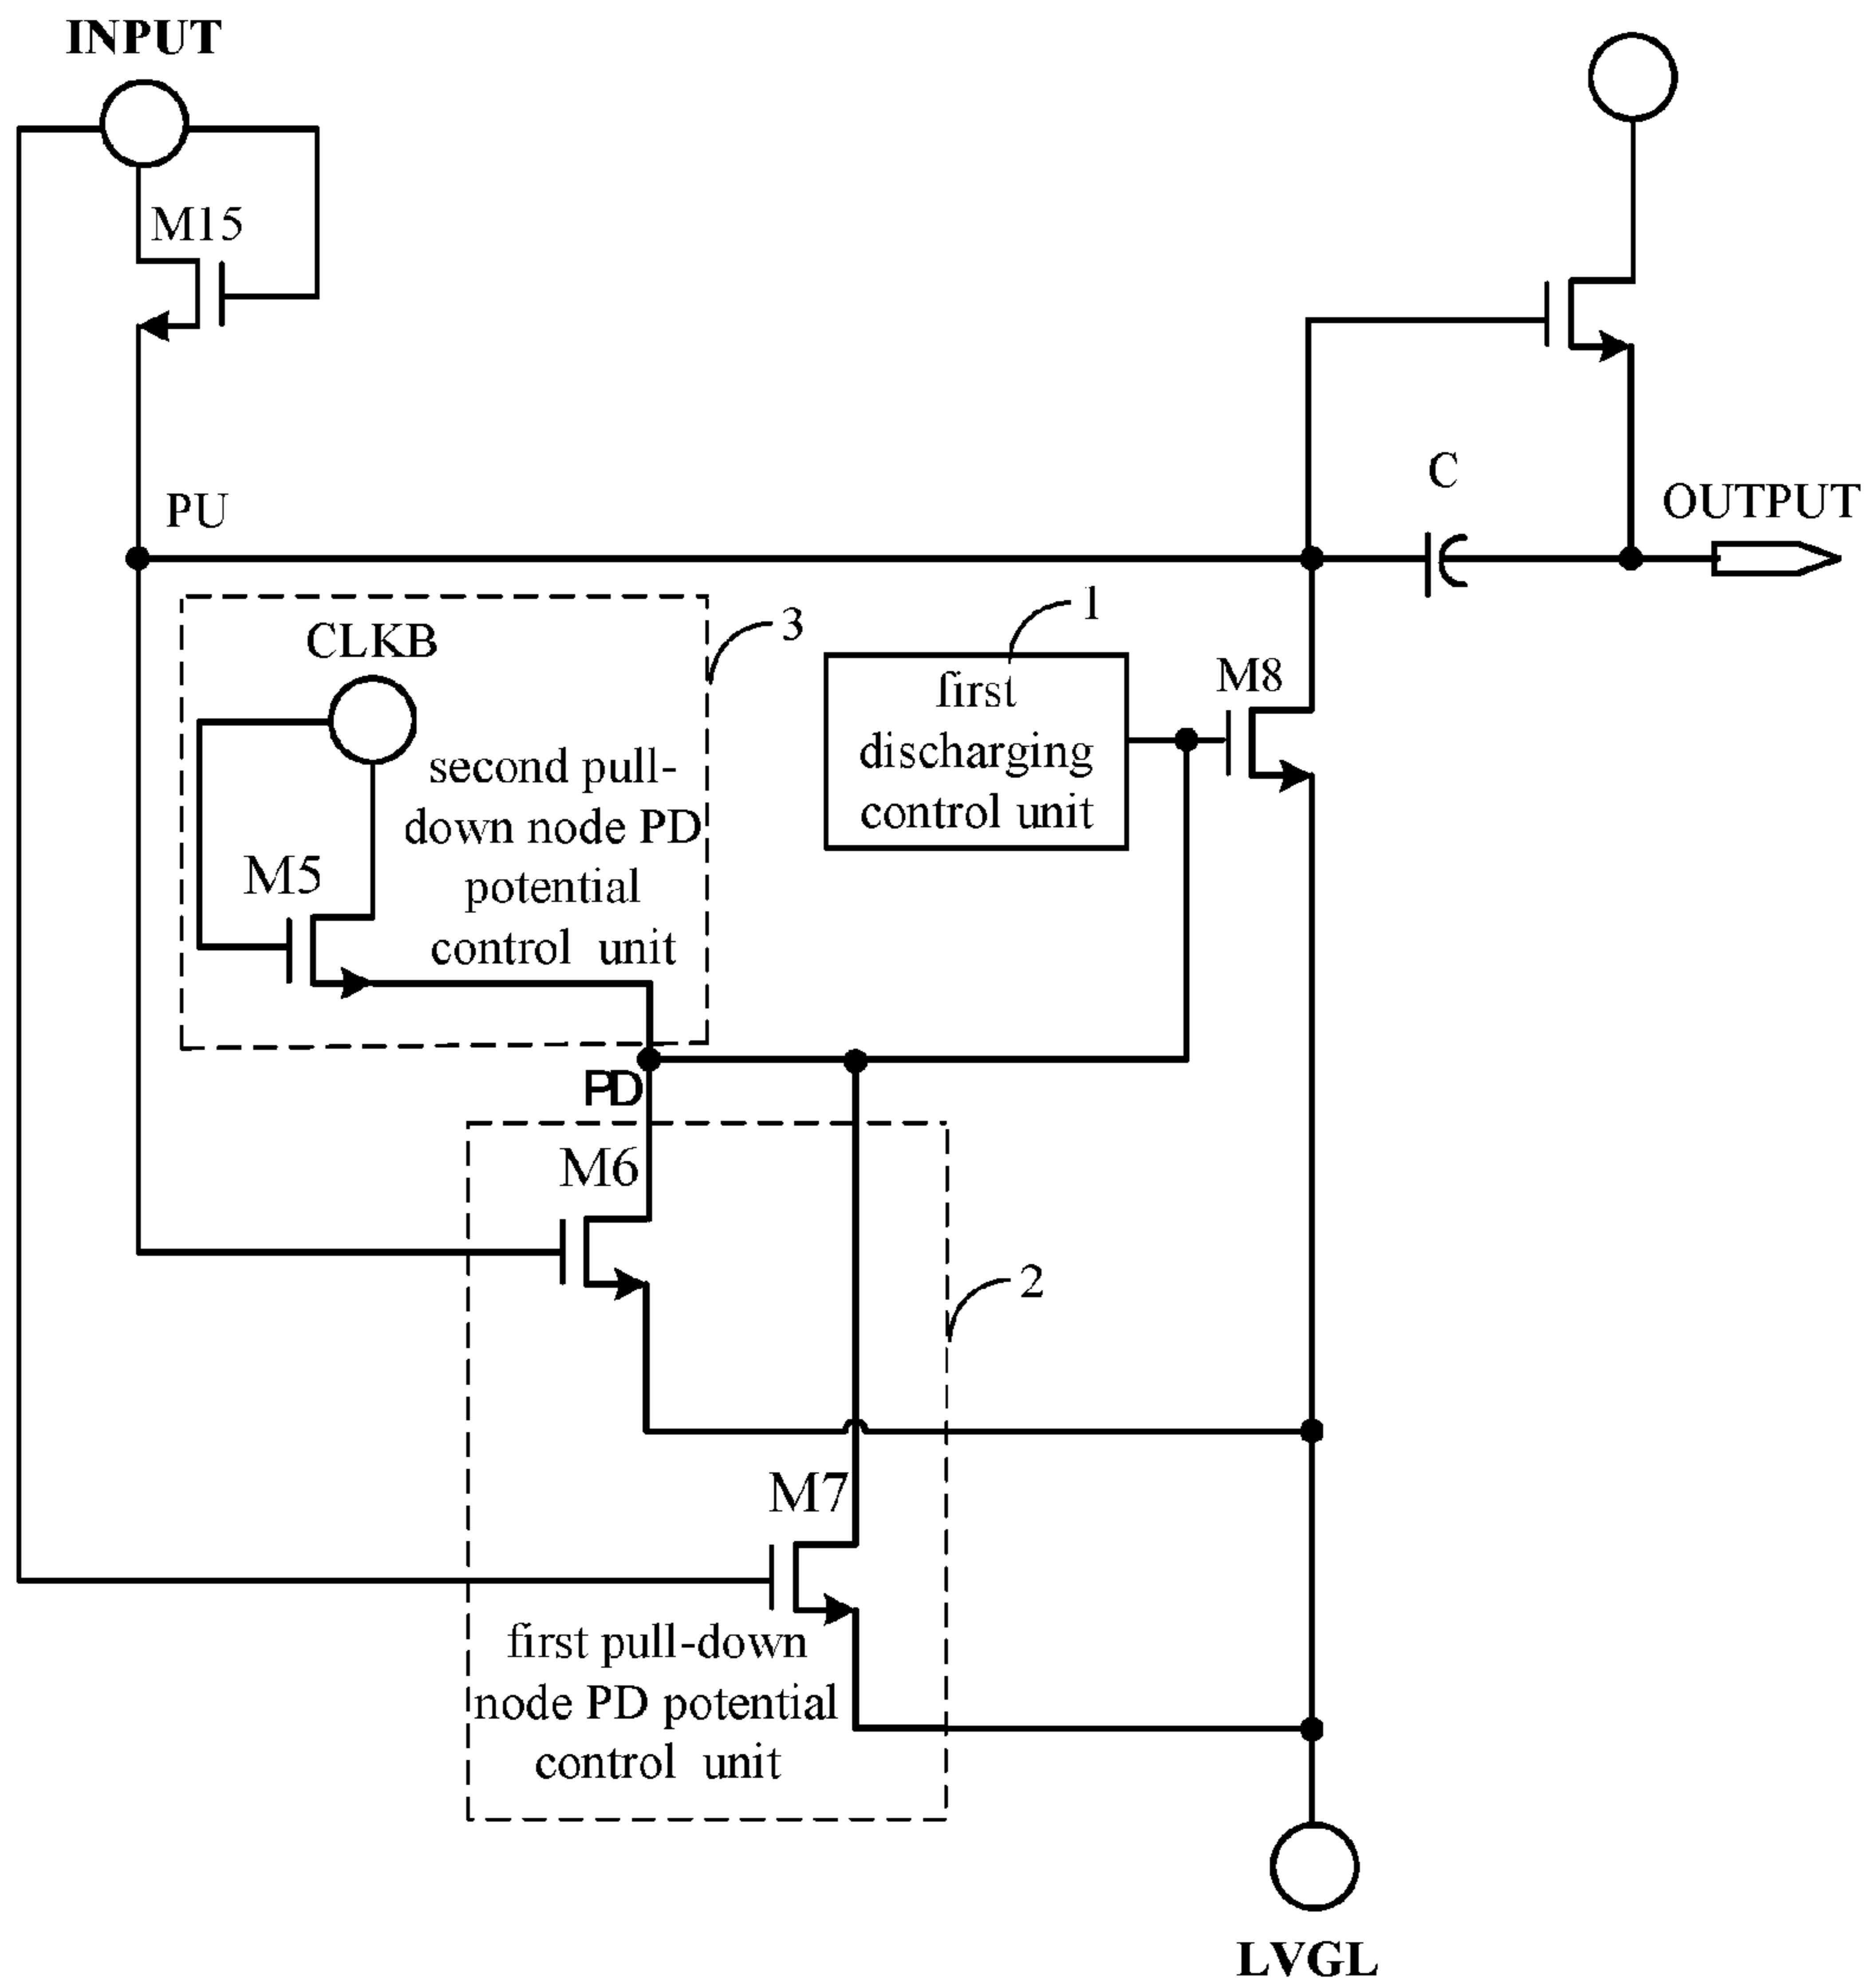 INPUT
M15
PU
C
OUTPUT
CLKB
3
second pull-
down node PD
potential
control unit
M5
1
first
discharging
control unit
M8
PD
M6
2
M7
first pull-down
node PD potential
control unit
LVGL